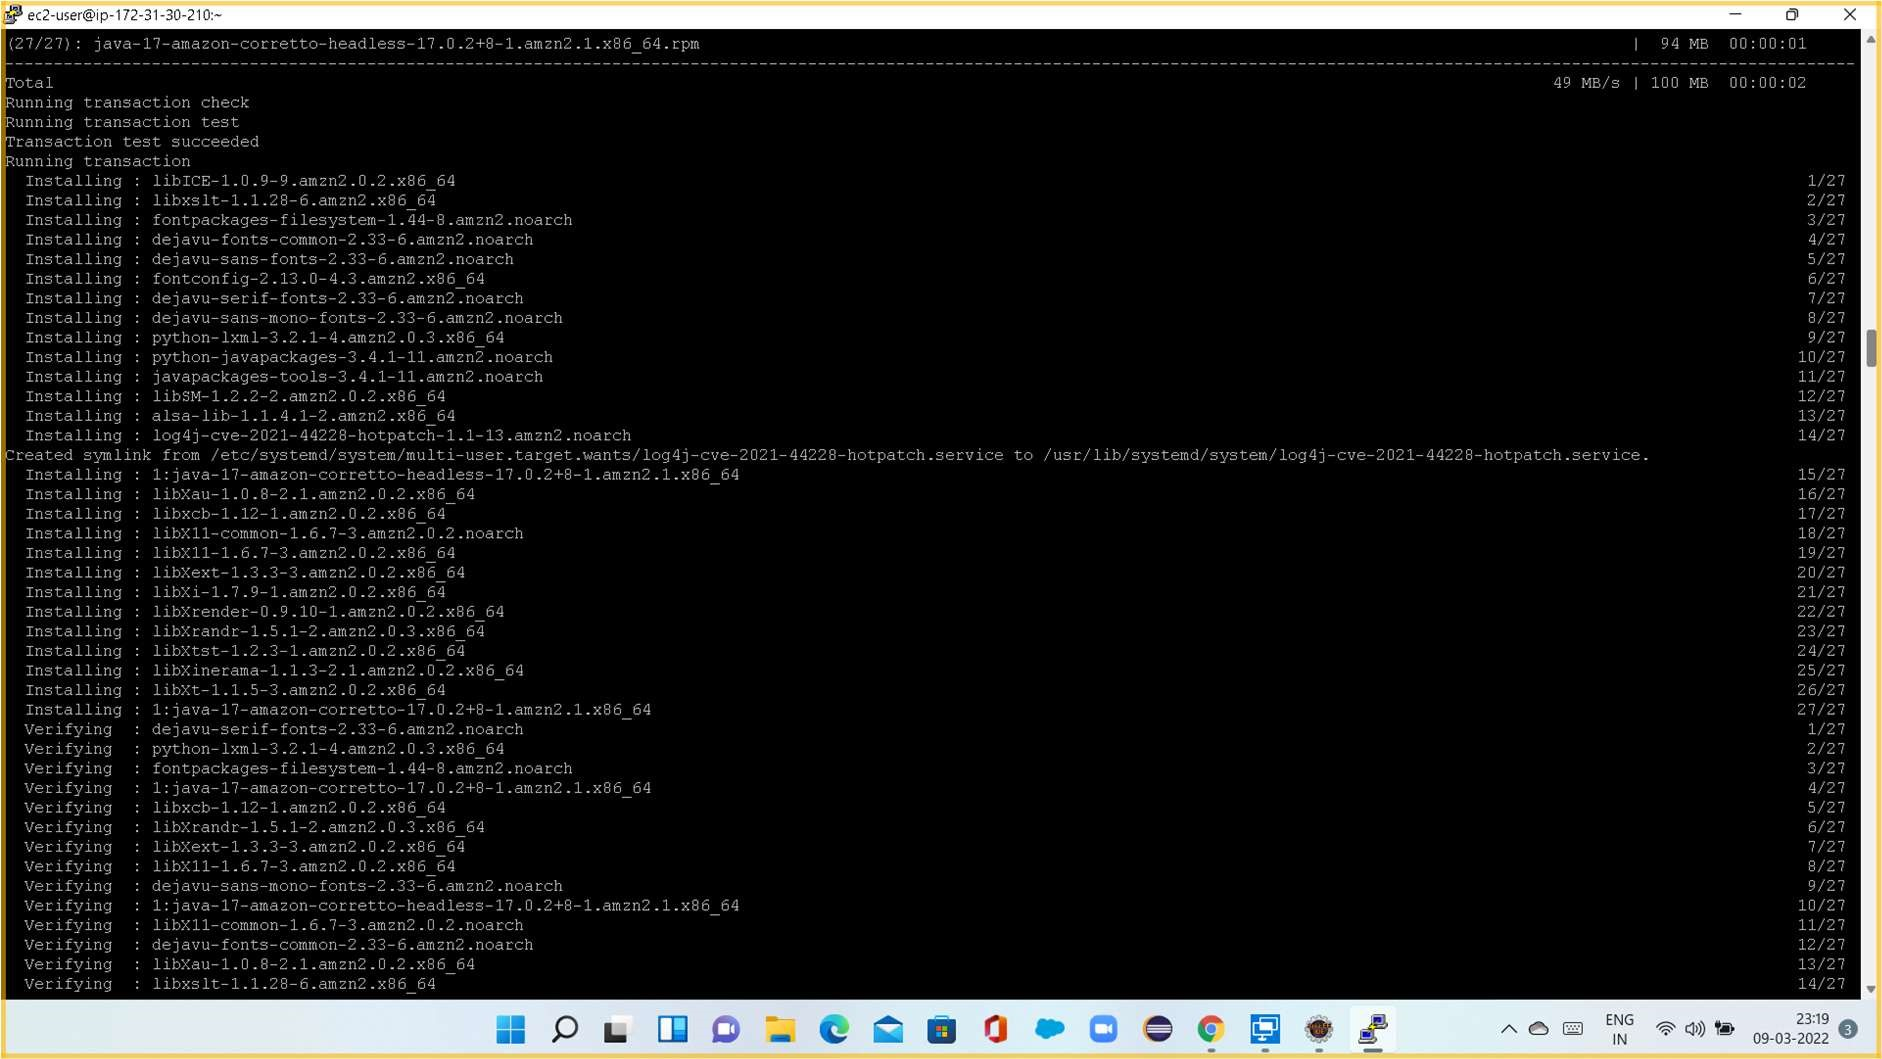 ec2-user@ip-172-31-30-210:~
(27/27): java-17-amazon-corretto-headless-17.0.2+8-1.amzn2.1.x86_64.rpm | 94 MB 00:00:01
--------------------------------------------------------------------------------
Total 49 MB/s | 100 MB 00:00:02
Running transaction check
Running transaction test
Transaction test succeeded
Running transaction
Installing : libICE-1.0.9-9.amzn2.0.2.x86_64 1/27
Installing : libxslt-1.1.28-6.amzn2.x86_64 2/27
Installing : fontpackages-filesystem-1.44-8.amzn2.noarch 3/27
Installing : dejavu-fonts-common-2.33-6.amzn2.noarch 4/27
Installing : dejavu-sans-fonts-2.33-6.amzn2.noarch 5/27
Installing : fontconfig-2.13.0-4.3.amzn2.x86_64 6/27
Installing : dejavu-serif-fonts-2.33-6.amzn2.noarch 7/27
Installing : dejavu-sans-mono-fonts-2.33-6.amzn2.noarch 8/27
Installing : python-lxml-3.2.1-4.amzn2.0.3.x86_64 9/27
Installing : python-javapackages-3.4.1-11.amzn2.noarch 10/27
Installing : javapackages-tools-3.4.1-11.amzn2.noarch 11/27
Installing : libSM-1.2.2-2.amzn2.0.2.x86_64 12/27
Installing : alsa-lib-1.1.4.1-2.amzn2.x86_64 13/27
Installing : log4j-cve-2021-44228-hotpatch-1.1-13.amzn2.noarch 14/27
Created symlink from /etc/systemd/system/multi-user.target.wants/log4j-cve-2021-44228-hotpatch.service to /usr/lib/systemd/system/log4j-cve-2021-44228-hotpatch.service.
Installing : 1:java-17-amazon-corretto-headless-17.0.2+8-1.amzn2.1.x86_64 15/27
Installing : libXau-1.0.8-2.1.amzn2.0.2.x86_64 16/27
Installing : libxcb-1.12-1.amzn2.0.2.x86_64 17/27
Installing : libX11-common-1.6.7-3.amzn2.0.2.noarch 18/27
Installing : libX11-1.6.7-3.amzn2.0.2.x86_64 19/27
Installing : libXext-1.3.3-3.amzn2.0.2.x86_64 20/27
Installing : libXi-1.7.9-1.amzn2.0.2.x86_64 21/27
Installing : libXrender-0.9.10-1.amzn2.0.2.x86_64 22/27
Installing : libXrandr-1.5.1-2.amzn2.0.3.x86_64 23/27
Installing : libXtst-1.2.3-1.amzn2.0.2.x86_64 24/27
Installing : libXinerama-1.1.3-2.1.amzn2.0.2.x86_64 25/27
Installing : libXt-1.1.5-3.amzn2.0.2.x86_64 26/27
Installing : 1:java-17-amazon-corretto-17.0.2+8-1.amzn2.1.x86_64 27/27
Verifying : dejavu-serif-fonts-2.33-6.amzn2.noarch 1/27
Verifying : python-lxml-3.2.1-4.amzn2.0.3.x86_64 2/27
Verifying : fontpackages-filesystem-1.44-8.amzn2.noarch 3/27
Verifying : 1:java-17-amazon-corretto-17.0.2+8-1.amzn2.1.x86_64 4/27
Verifying : libxcb-1.12-1.amzn2.0.2.x86_64 5/27
Verifying : libXrandr-1.5.1-2.amzn2.0.3.x86_64 6/27
Verifying : libXext-1.3.3-3.amzn2.0.2.x86_64 7/27
Verifying : libX11-1.6.7-3.amzn2.0.2.x86_64 8/27
Verifying : dejavu-sans-mono-fonts-2.33-6.amzn2.noarch 9/27
Verifying : 1:java-17-amazon-corretto-headless-17.0.2+8-1.amzn2.1.x86_64 10/27
Verifying : libX11-common-1.6.7-3.amzn2.0.2.noarch 11/27
Verifying : dejavu-fonts-common-2.33-6.amzn2.noarch 12/27
Verifying : libXau-1.0.8-2.1.amzn2.0.2.x86_64 13/27
Verifying : libxslt-1.1.28-6.amzn2.x86_64 14/27
ENG 23:19
IN 09-03-2022 3